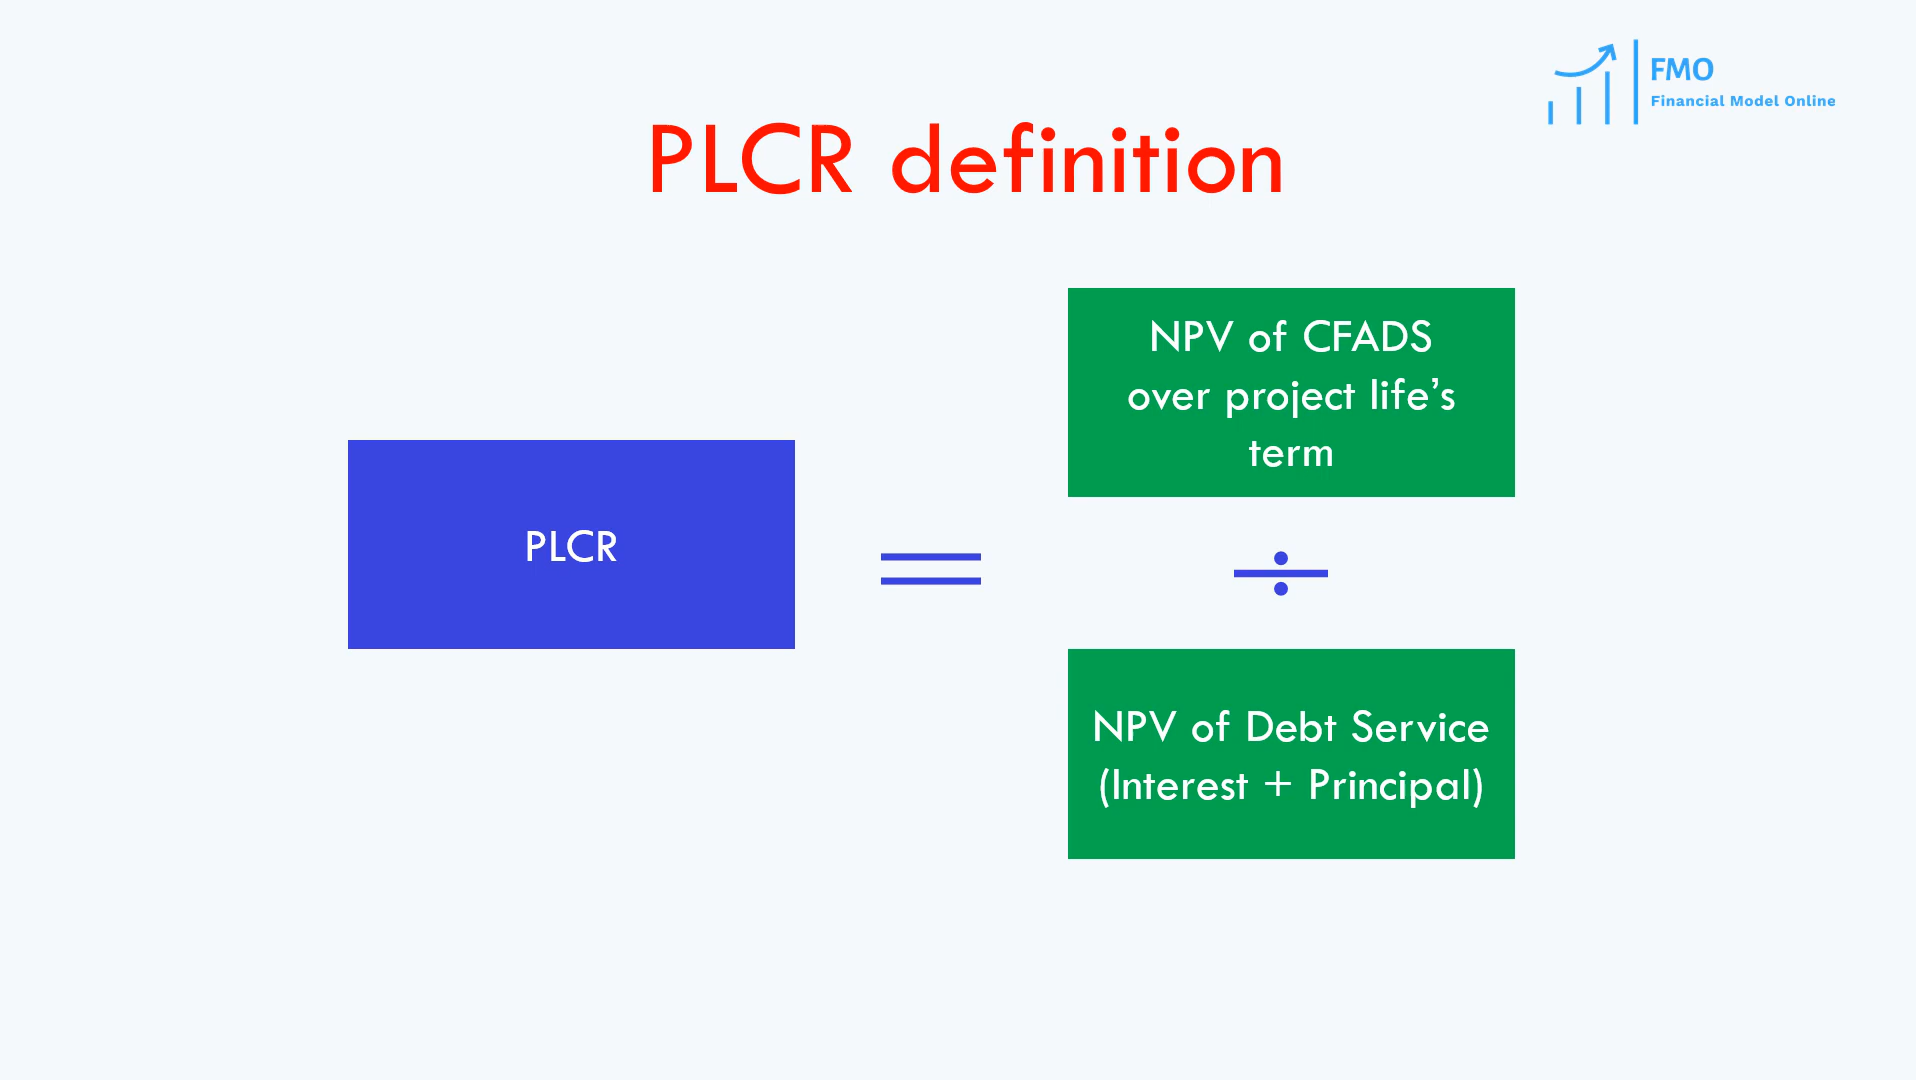 FMO
Financial Model Online
PLCR definition
NPV of CFADS
over project life’s
term
PLCR
=
÷
NPV of Debt Service
(Interest + Principal)